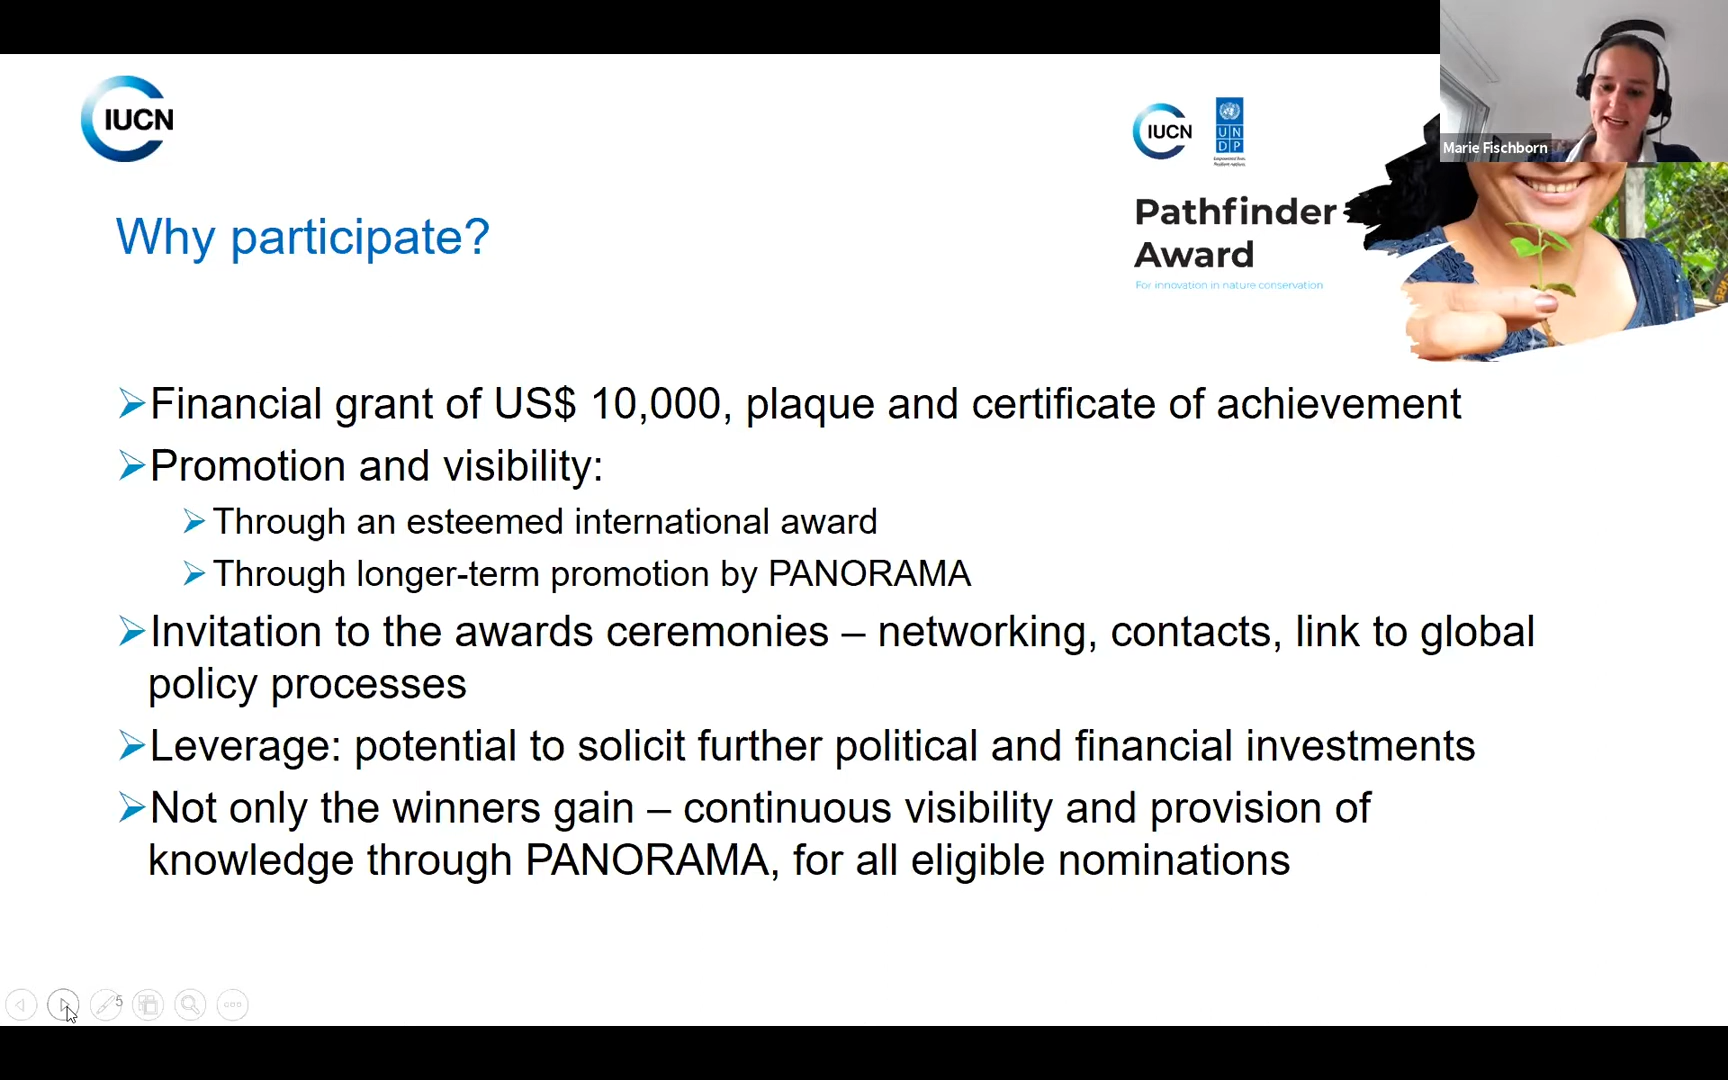 IUCN
IUCN
UN
DP
Marie Fischborn
Pathfinder
Award
For innovation in nature conservation
Why participate?
Financial grant of US$ 10,000, plaque and certificate of achievement
Promotion and visibility:
Through an esteemed international award
Through longer-term promotion by PANORAMA
Invitation to the awards ceremonies – networking, contacts, link to global
policy processes
Leverage: potential to solicit further political and financial investments
Not only the winners gain – continuous visibility and provision of
knowledge through PANORAMA, for all eligible nominations
5